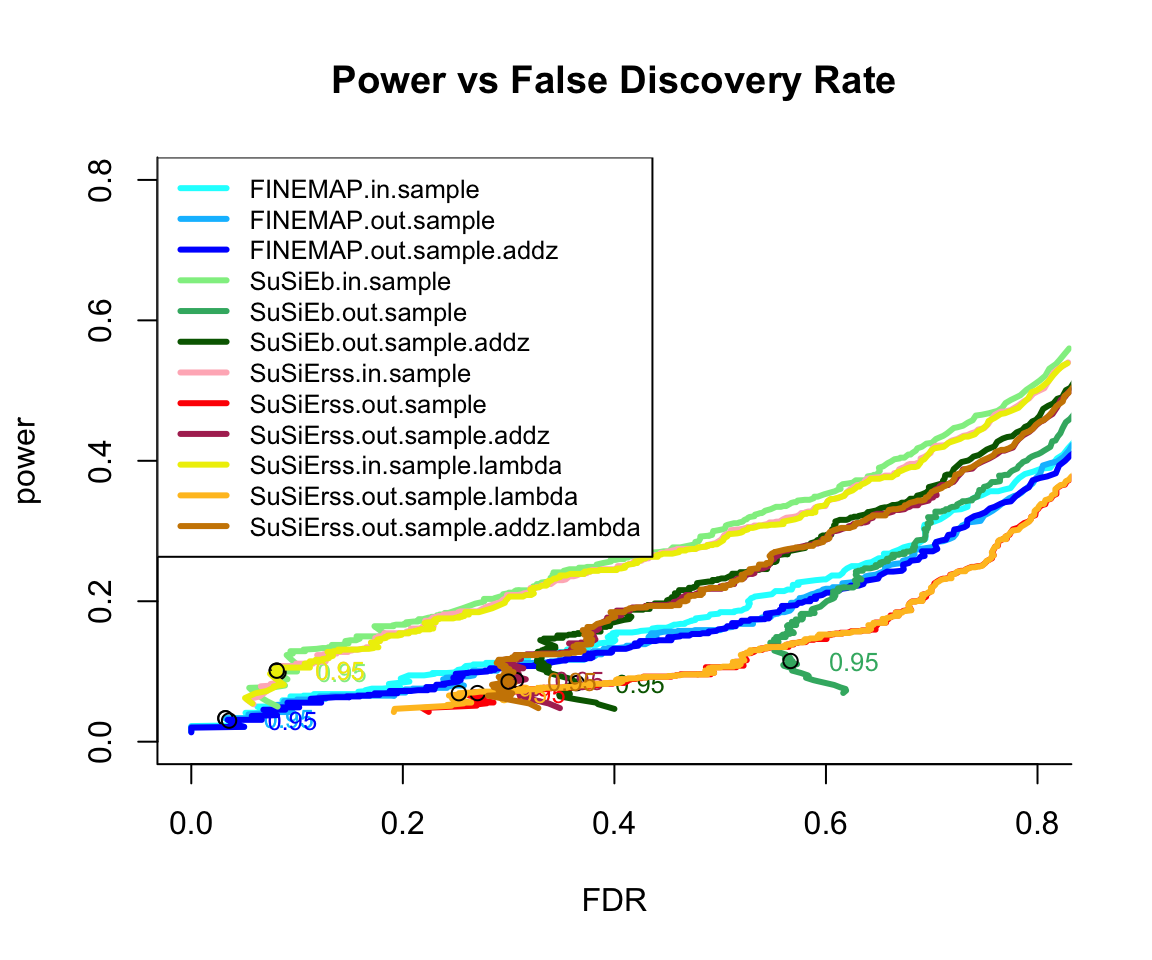 Power vs False Discovery Rate
power
0.8
0.6
0.4
0.2
0.0
FINEMAP.in.sample
FINEMAP.out.sample
FINEMAP.out.sample.addz
SuSiEb.in.sample
SuSiEb.out.sample
SuSiEb.out.sample.addz
SuSiErss.in.sample
SuSiErss.out.sample
SuSiErss.out.sample.addz
SuSiErss.in.sample.lambda
SuSiErss.out.sample.lambda
SuSiErss.out.sample.addz.lambda
0.95
0.95
0.95
0.95
0.0 0.2 0.4 0.6 0.8
FDR